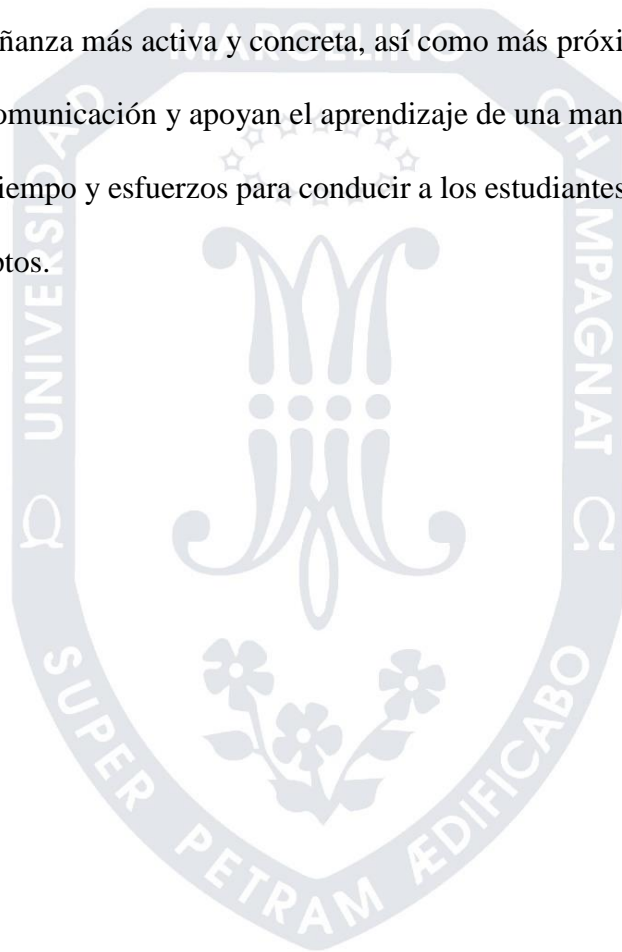 ñanza más activa y concreta, así como más próxi
omunicación y apoyan el aprendizaje de una man
iempo y esfuerzos para conducir a los estudiantes
ptos.
UNIVERSIDAD
MARCELINO
CHAMPAGNAT
SUPER PETRAM ÆDIFICABO